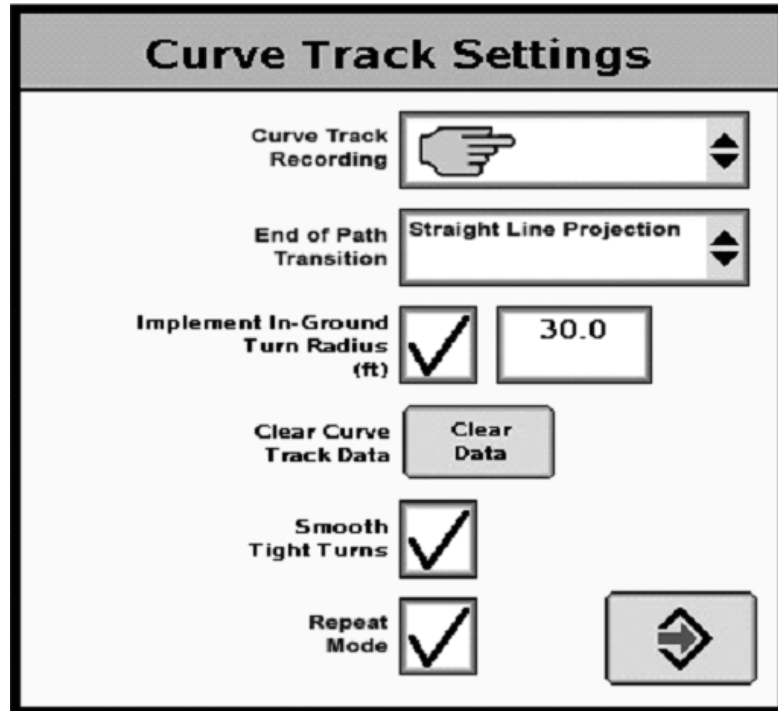 Curve Track Settings
Curve Track
Recording
End of Path
Transition
Straight Line Projection
Implement In-Ground
Turn Radius
(ft)
30.0
Clear Curve
Track Data
Clear
Data
Smooth
Tight Turns
Repeat
Mode